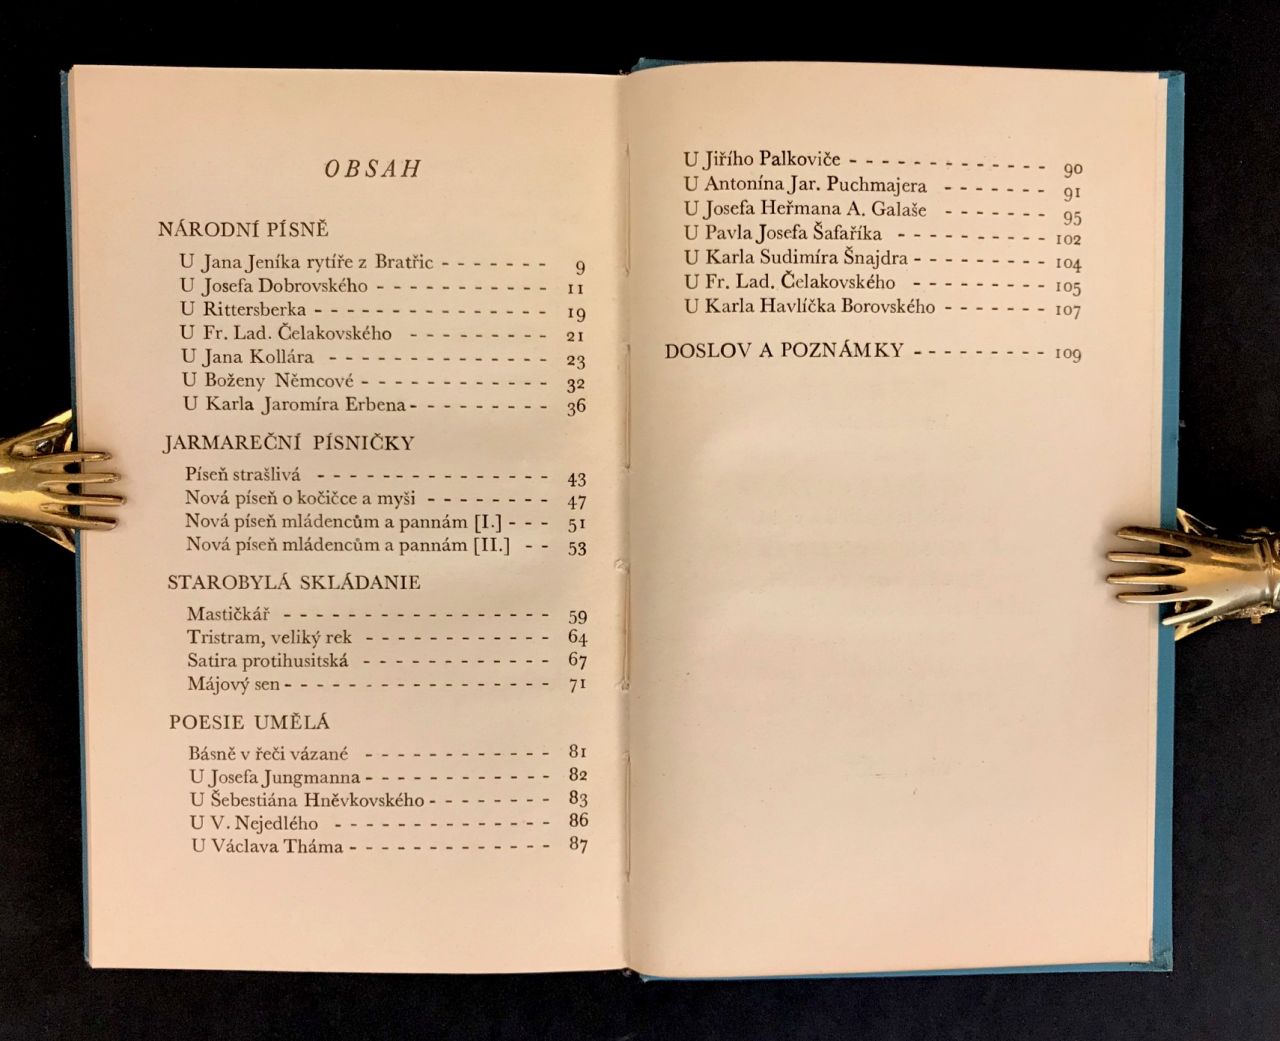 OBSAH
NÁRODNÍ PÍSNĚ
U Jana Jeníka rytíře z Bratřic - - - - - - - 9
U Josefa Dobrovského - - - - - - - - - - - 11
U Rittersberka - - - - - - - - - - - - - - - 19
U Fr. Lad. Čelakovského - - - - - - - - - 21
U Jana Kollára - - - - - - - - - - - - - - 23
U Boženy Němcové - - - - - - - - - - - - 32
U Karla Jaromíra Erbena - - - - - - - - - 36
JARMAREČNÍ PÍSNIČKY
Píseň strašlivá - - - - - - - - - - - - - - - 43
Nová píseň o kočičce a myši - - - - - - - - 47
Nová píseň mládencům a pannám [I.] - - - 51
Nová píseň mládencům a pannám [II.] - - 53
STAROBYLÁ SKLÁDANIE
Mastičkář - - - - - - - - - - - - - - - - - 59
Tristram, veliký rek - - - - - - - - - - - - 64
Satira protihusitská - - - - - - - - - - - - 67
Májový sen - - - - - - - - - - - - - - - - - 71
POESIE UMĚLÁ
Básně v řeči vázané - - - - - - - - - - - - 81
U Josefa Jungmanna - - - - - - - - - - - - 82
U Šebestiána Hněvkovského - - - - - - - - 83
U V. Nejedlého - - - - - - - - - - - - - - 86
U Václava Tháma - - - - - - - - - - - - - 87
U Jiřího Palkoviče - - - - - - - - - - - - - 90
U Antonína Jar. Puchmajera - - - - - - - 91
U Josefa Heřmana A. Galaše - - - - - - - 95
U Pavla Josefa Šafaříka - - - - - - - - - - 102
U Karla Sudimíra Šnajdra - - - - - - - - - 104
U Fr. Lad. Čelakovského - - - - - - - - - 105
U Karla Havlíčka Borovského - - - - - - - 107
DOSLOV A POZNÁMKY - - - - - - - - - 109